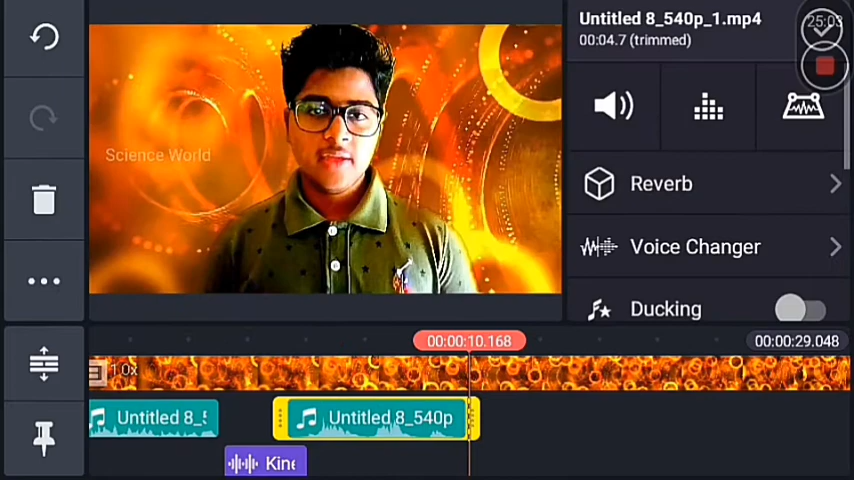 Untitled 8_540p_1.mp4
00:04.7 (trimmed)
25:03
Science World
Reverb
Voice Changer
Ducking
00:00:10.168
00:00:29.048
1.0x
Untitled 8_5
Untitled 8_540p
Kine